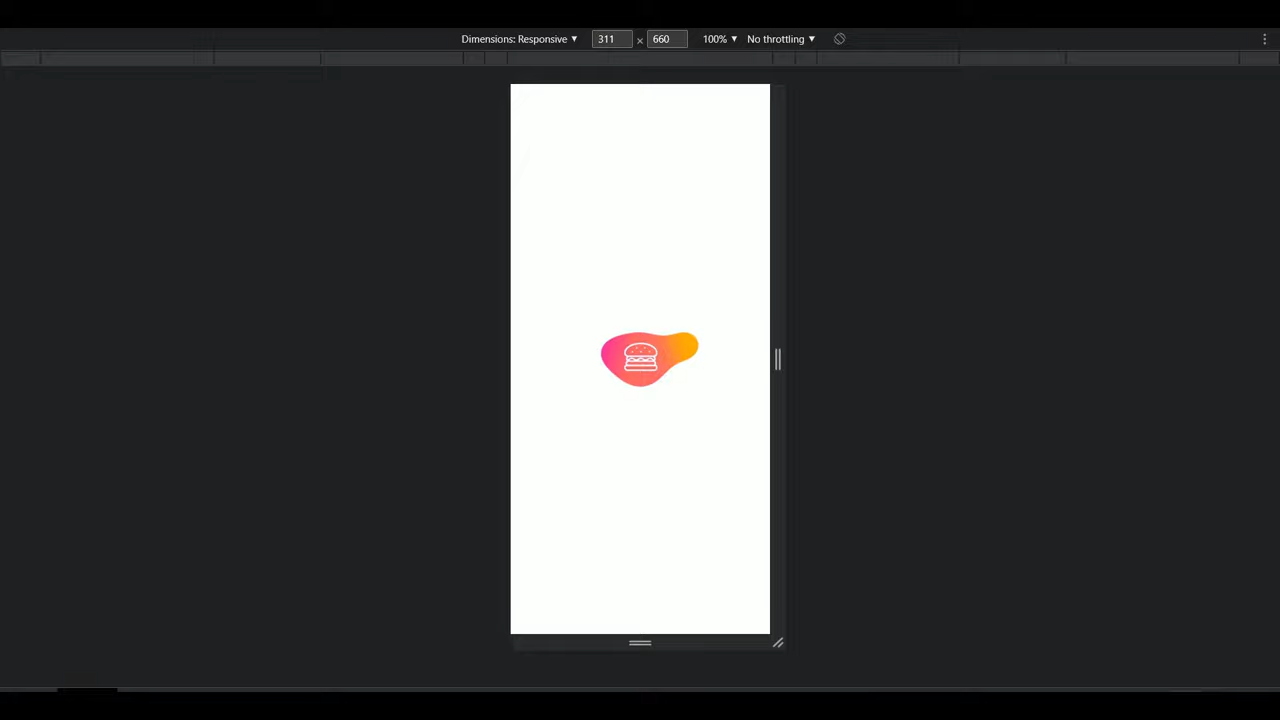 Dimensions: Responsive ▼ 311 × 660 100% ▼ No throttling ▼